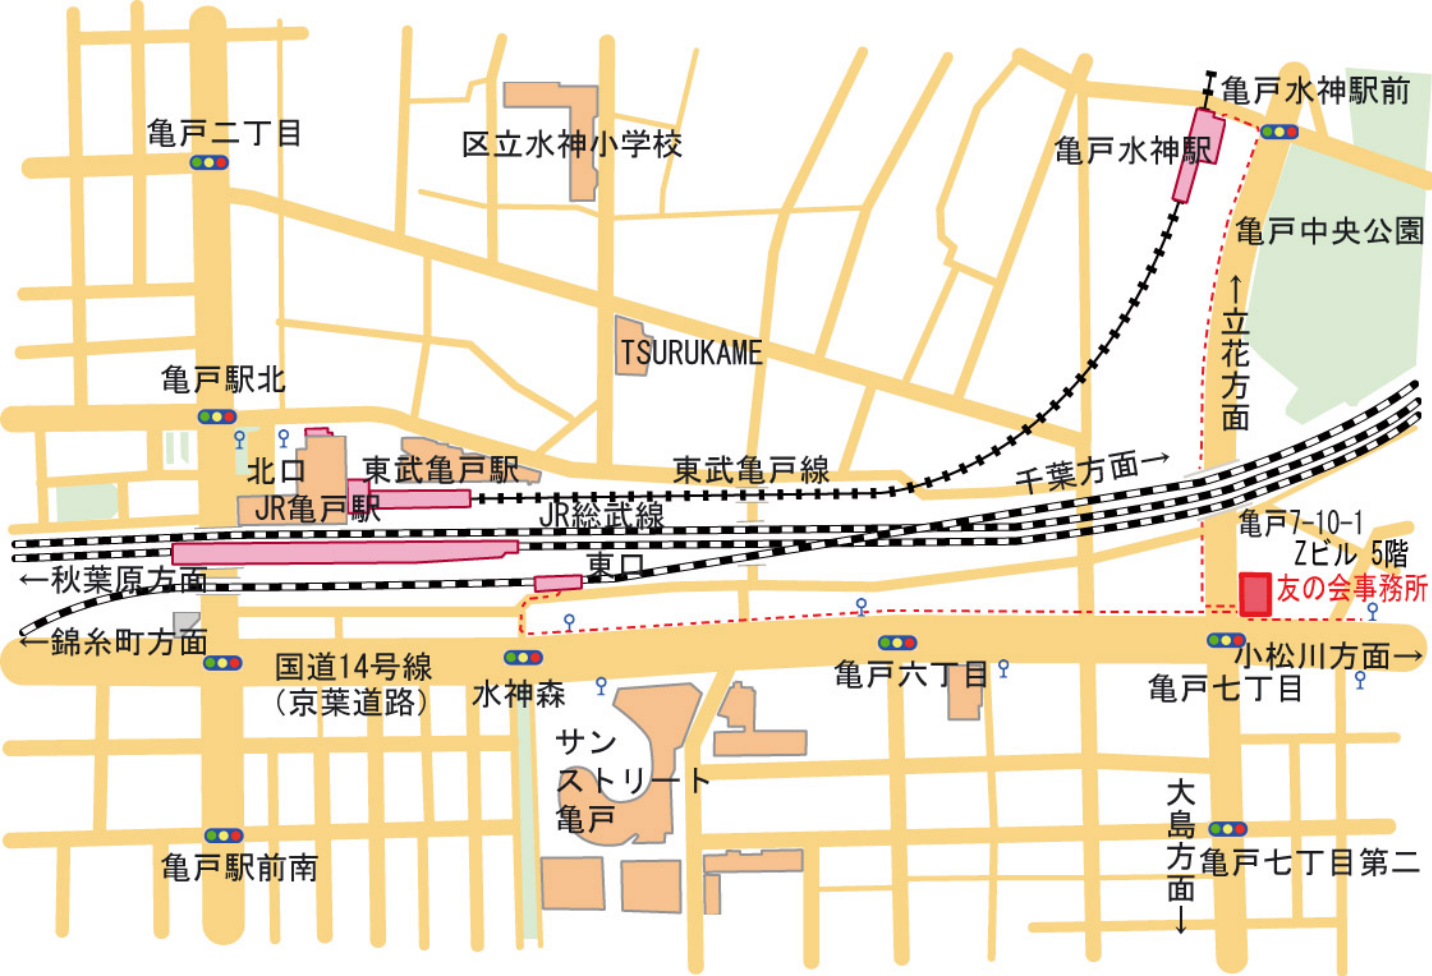 亀戸水神駅前
亀戸二丁目
区立水神小学校
亀戸水神駅
亀戸中央公園
↑立花方面
TSURUKAME
亀戸駅北
北口
東武亀戸駅
東武亀戸線
千葉方面→
JR亀戸駅
JR総武線
亀戸7-10-1
Zビル 5階
東口
←秋葉原方面
友の会事務所
←錦糸町方面
国道14号線
（京葉道路）
水神森
亀戸六丁目
小松川方面→
亀戸七丁目
サン
ストリート
亀戸
大島方面↓
亀戸駅前南
亀戸七丁目第二